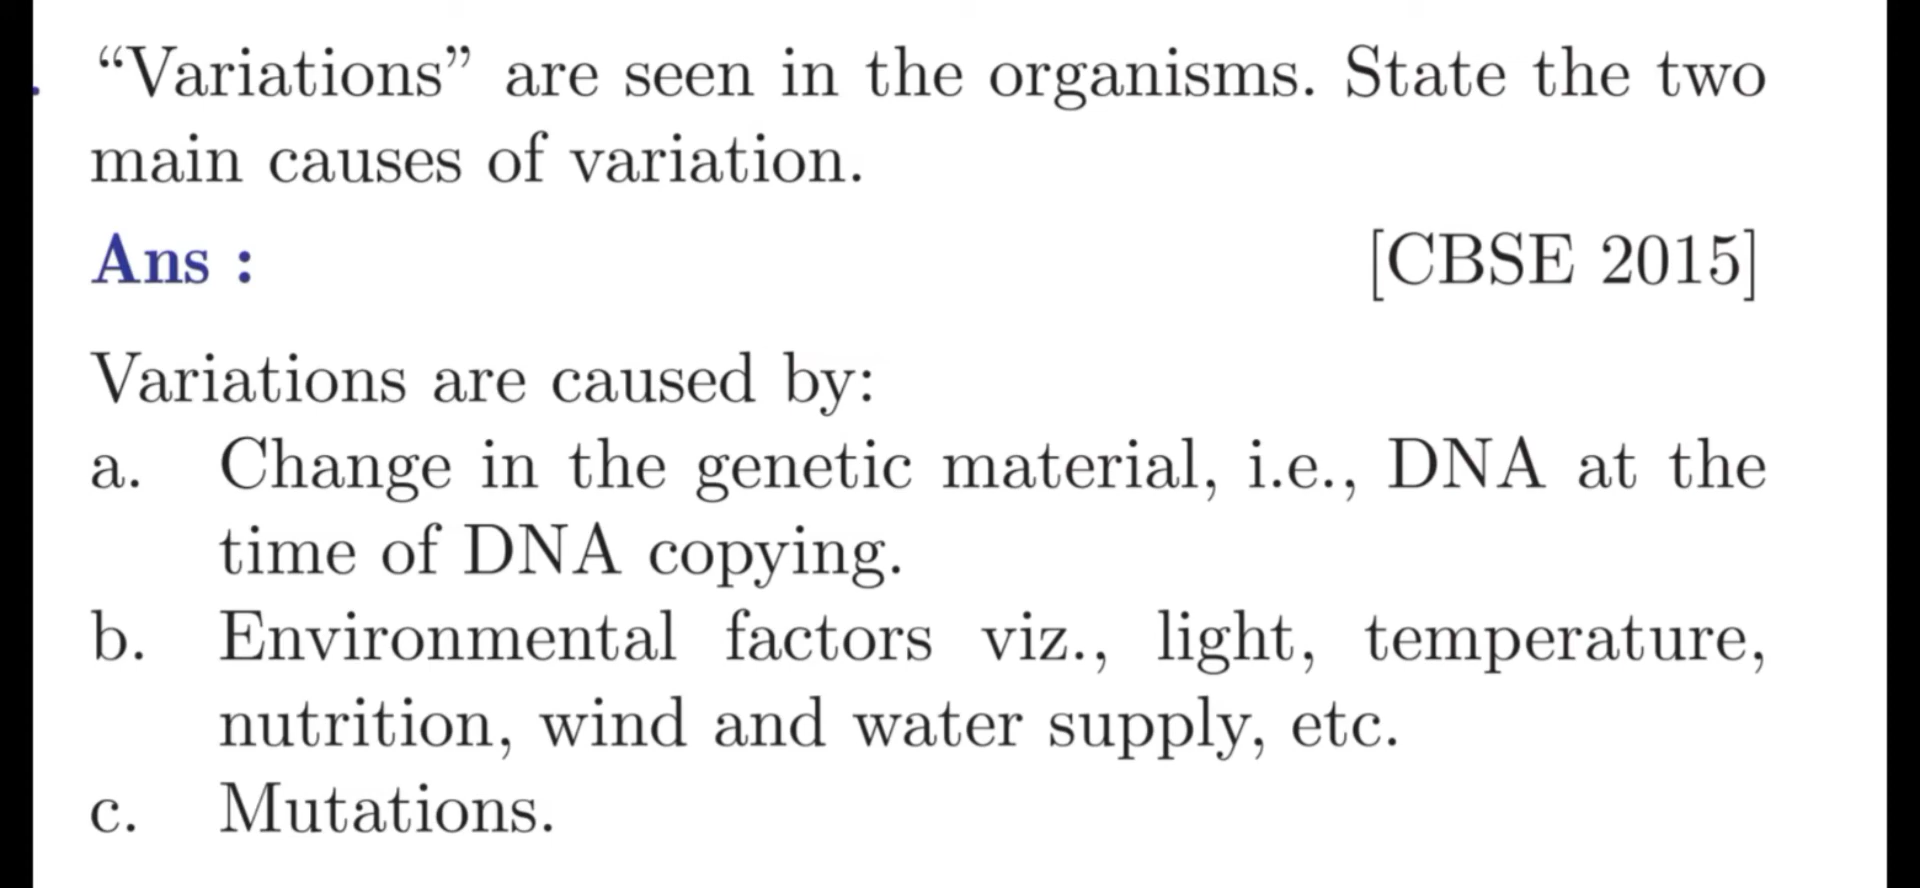 “Variations” are seen in the organisms. State the two
main causes of variation.
Ans : [CBSE 2015]
Variations are caused by:
a. Change in the genetic material, i.e., DNA at the
time of DNA copying.
b. Environmental factors viz., light, temperature,
nutrition, wind and water supply, etc.
c. Mutations.